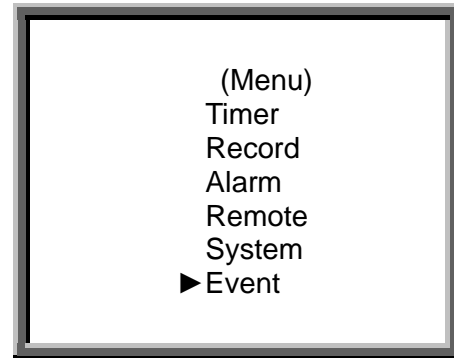 (Menu)
Timer
Record
Alarm
Remote
System
►Event